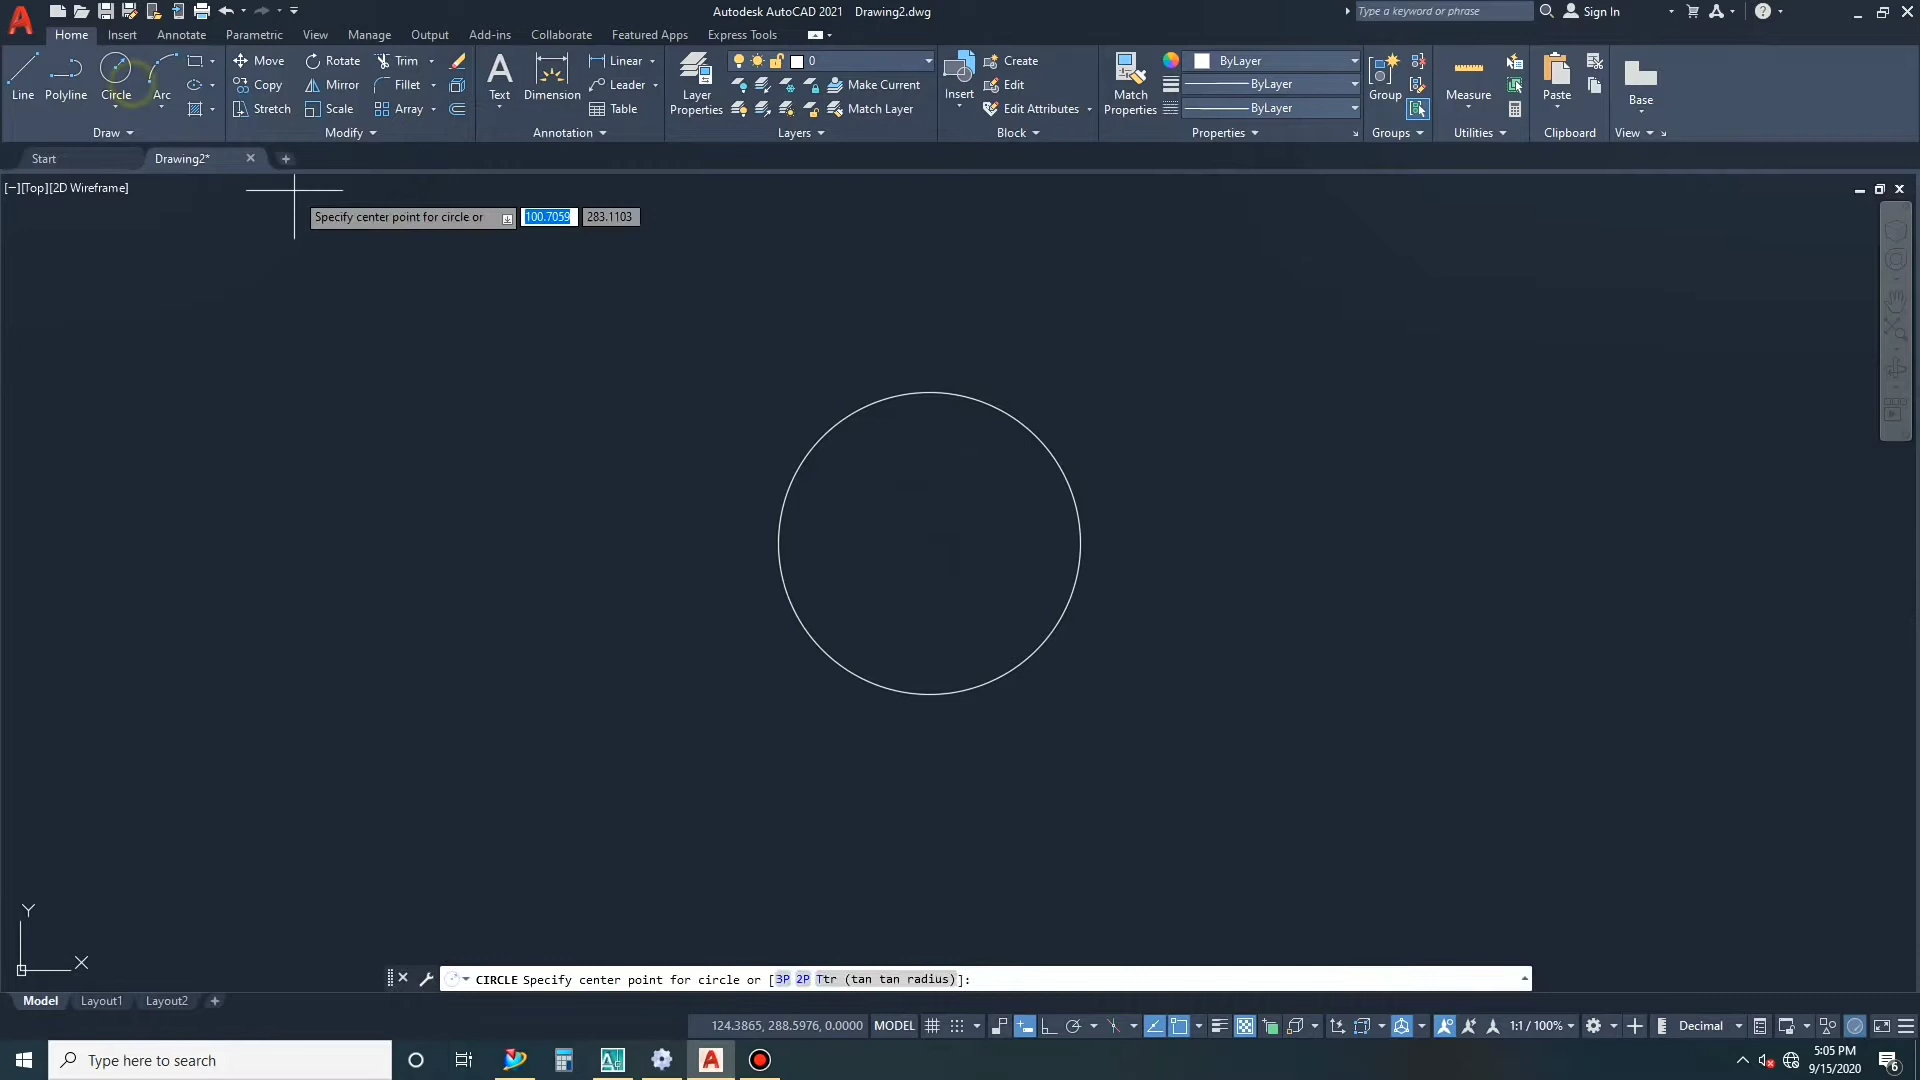 Autodesk AutoCAD 2021 Drawing2.dwg
Type a keyword or phrase
Sign In
Home Insert Annotate Parametric View Manage Output Add-ins Collaborate Featured Apps Express Tools
Line Polyline Circle Arc
Draw
Move Rotate Trim
Copy Mirror Fillet
Stretch Scale Array
Modify
Text Dimension
Linear
Leader
Table
Annotation
Layer Properties
0
Make Current
Match Layer
Layers
Insert
Create
Edit
Edit Attributes
Block
Match Properties
ByLayer
ByLayer
ByLayer
Properties
Group
Groups
Measure
Utilities
Paste
Clipboard
Base
View
Start Drawing2*
[−][Top][2D Wireframe]
Specify center point for circle or 100.7059 283.1103
Y
X
CIRCLE Specify center point for circle or [3P 2P Ttr (tan tan radius)]:
Model Layout1 Layout2
124.3865, 288.5976, 0.0000 MODEL 1:1 / 100% Decimal
Type here to search
5:05 PM
9/15/2020
6